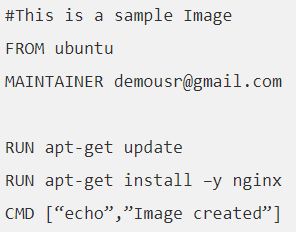 #This is a sample Image
FROM ubuntu
MAINTAINER demousr@gmail.com
RUN apt-get update
RUN apt-get install –y nginx
CMD [“echo”,”Image created”]